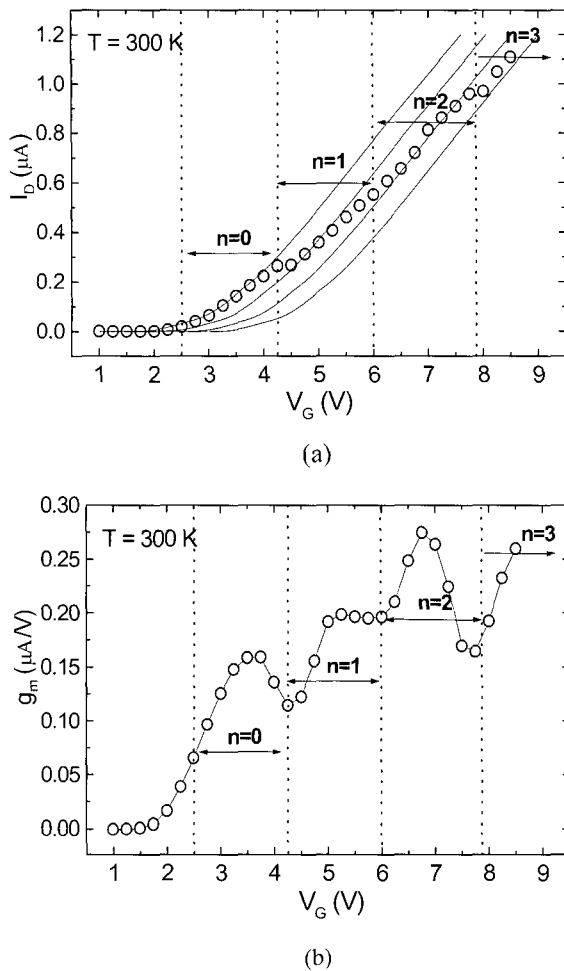 1.2
T = 300 K
n=3
1.0
n=2
0.8
n=1
0.6
I_D (μA)
0.4
n=0
0.2
0.0
1 2 3 4 5 6 7 8 9
V_G (V)
(a)
0.30
T = 300 K
n=3
0.25
n=2
0.20
n=1
0.15
g_m (μA/V)
0.10
n=0
0.05
0.00
1 2 3 4 5 6 7 8 9
V_G (V)
(b)